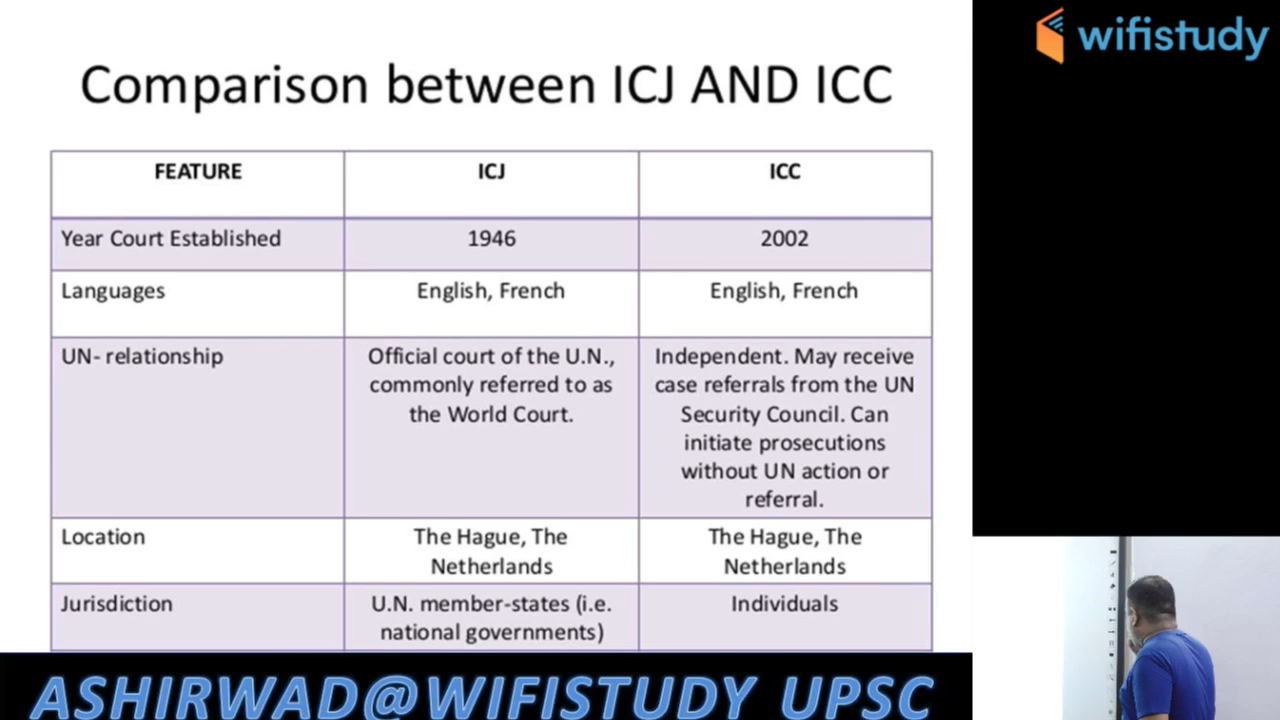 wifistudy
Comparison between ICJ AND ICC
FEATURE ICJ ICC
Year Court Established 1946 2002
Languages English, French English, French
UN- relationship
Official court of the U.N.,
commonly referred to as
the World Court.
Independent. May receive
case referrals from the UN
Security Council. Can
initiate prosecutions
without UN action or
referral.
Location
The Hague, The
Netherlands
The Hague, The
Netherlands
Jurisdiction
U.N. member-states (i.e.
national governments)
Individuals
ASHIRWAD@WIFISTUDY UPSC